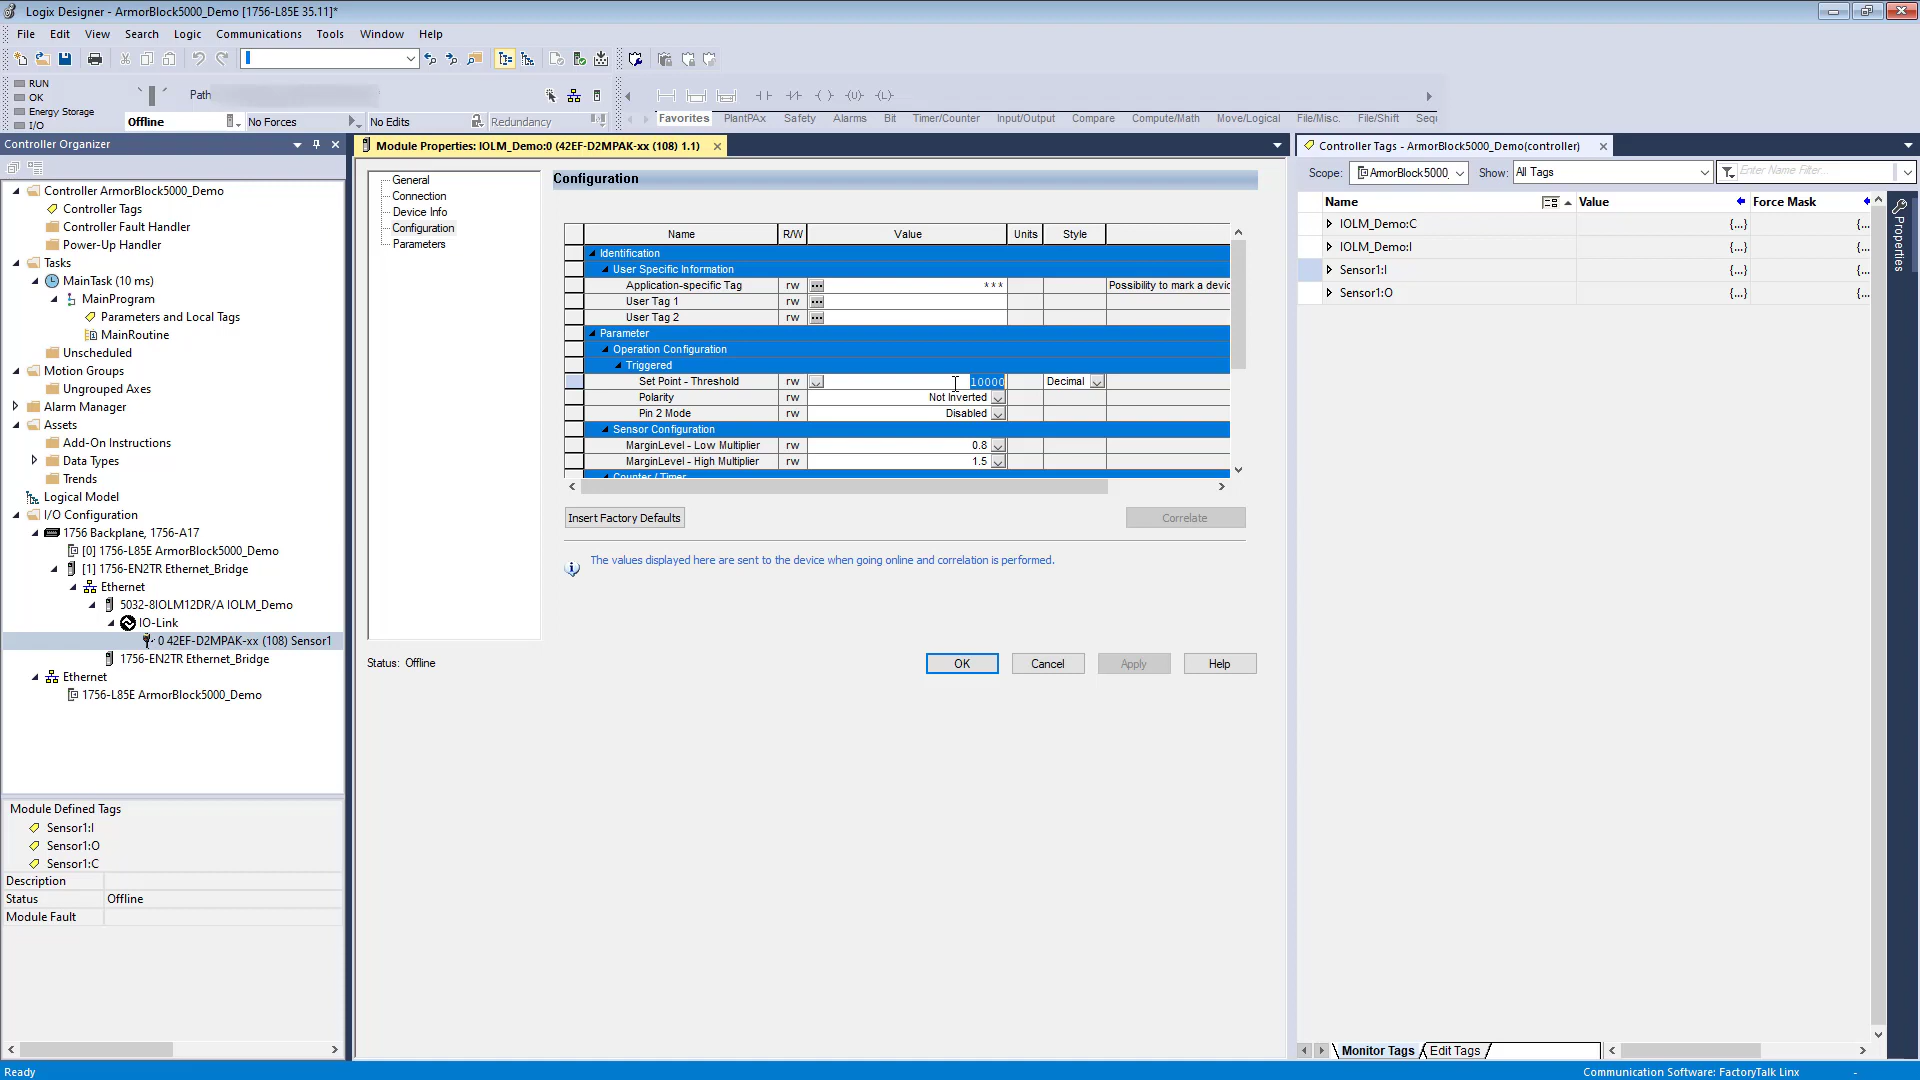 Logix Designer - ArmorBlock5000_Demo [1756-L85E 35.11]*
File Edit View Search Logic Communications Tools Window Help
RUN
OK
Energy Storage
I/O
Path
Offline No Forces No Edits Redundancy
Favorites PlantPAx Safety Alarms Bit Timer/Counter Input/Output Compare Compute/Math Move/Logical File/Misc. File/Shift Sequ
Controller Organizer
Controller ArmorBlock5000_Demo
Controller Tags
Controller Fault Handler
Power-Up Handler
Tasks
MainTask (10 ms)
MainProgram
Parameters and Local Tags
MainRoutine
Unscheduled
Motion Groups
Ungrouped Axes
Alarm Manager
Assets
Add-On Instructions
Data Types
Trends
Logical Model
I/O Configuration
1756 Backplane, 1756-A17
[0] 1756-L85E ArmorBlock5000_Demo
[1] 1756-EN2TR Ethernet_Bridge
Ethernet
5032-8IOLM12DR/A IOLM_Demo
IO-Link
0 42EF-D2MPAK-xx (108) Sensor1
1756-EN2TR Ethernet_Bridge
Ethernet
1756-L85E ArmorBlock5000_Demo
Module Defined Tags
Sensor1:I
Sensor1:O
Sensor1:C
Description
Status Offline
Module Fault
Module Properties: IOLM_Demo:0 (42EF-D2MPAK-xx (108) 1.1)
General
Connection
Device Info
Configuration
Parameters
Configuration
Name R/W Value Units Style
Identification
User Specific Information
Application-specific Tag rw *** Possibility to mark a devic
User Tag 1 rw
User Tag 2 rw
Parameter
Operation Configuration
Triggered
Set Point - Threshold rw 10000 Decimal
Polarity rw Not Inverted
Pin 2 Mode rw Disabled
Sensor Configuration
MarginLevel - Low Multiplier rw 0.8
MarginLevel - High Multiplier rw 1.5
Counter / Timer
Insert Factory Defaults Correlate
The values displayed here are sent to the device when going online and correlation is performed.
Status: Offline OK Cancel Apply Help
Controller Tags - ArmorBlock5000_Demo(controller)
Scope: ArmorBlock5000_ Show: All Tags Enter Name Filter...
Name Value Force Mask
IOLM_Demo:C {...} {...
IOLM_Demo:I {...} {...
Sensor1:I {...} {...
Sensor1:O {...} {...
Properties
Monitor Tags Edit Tags
Ready Communication Software: FactoryTalk Linx -